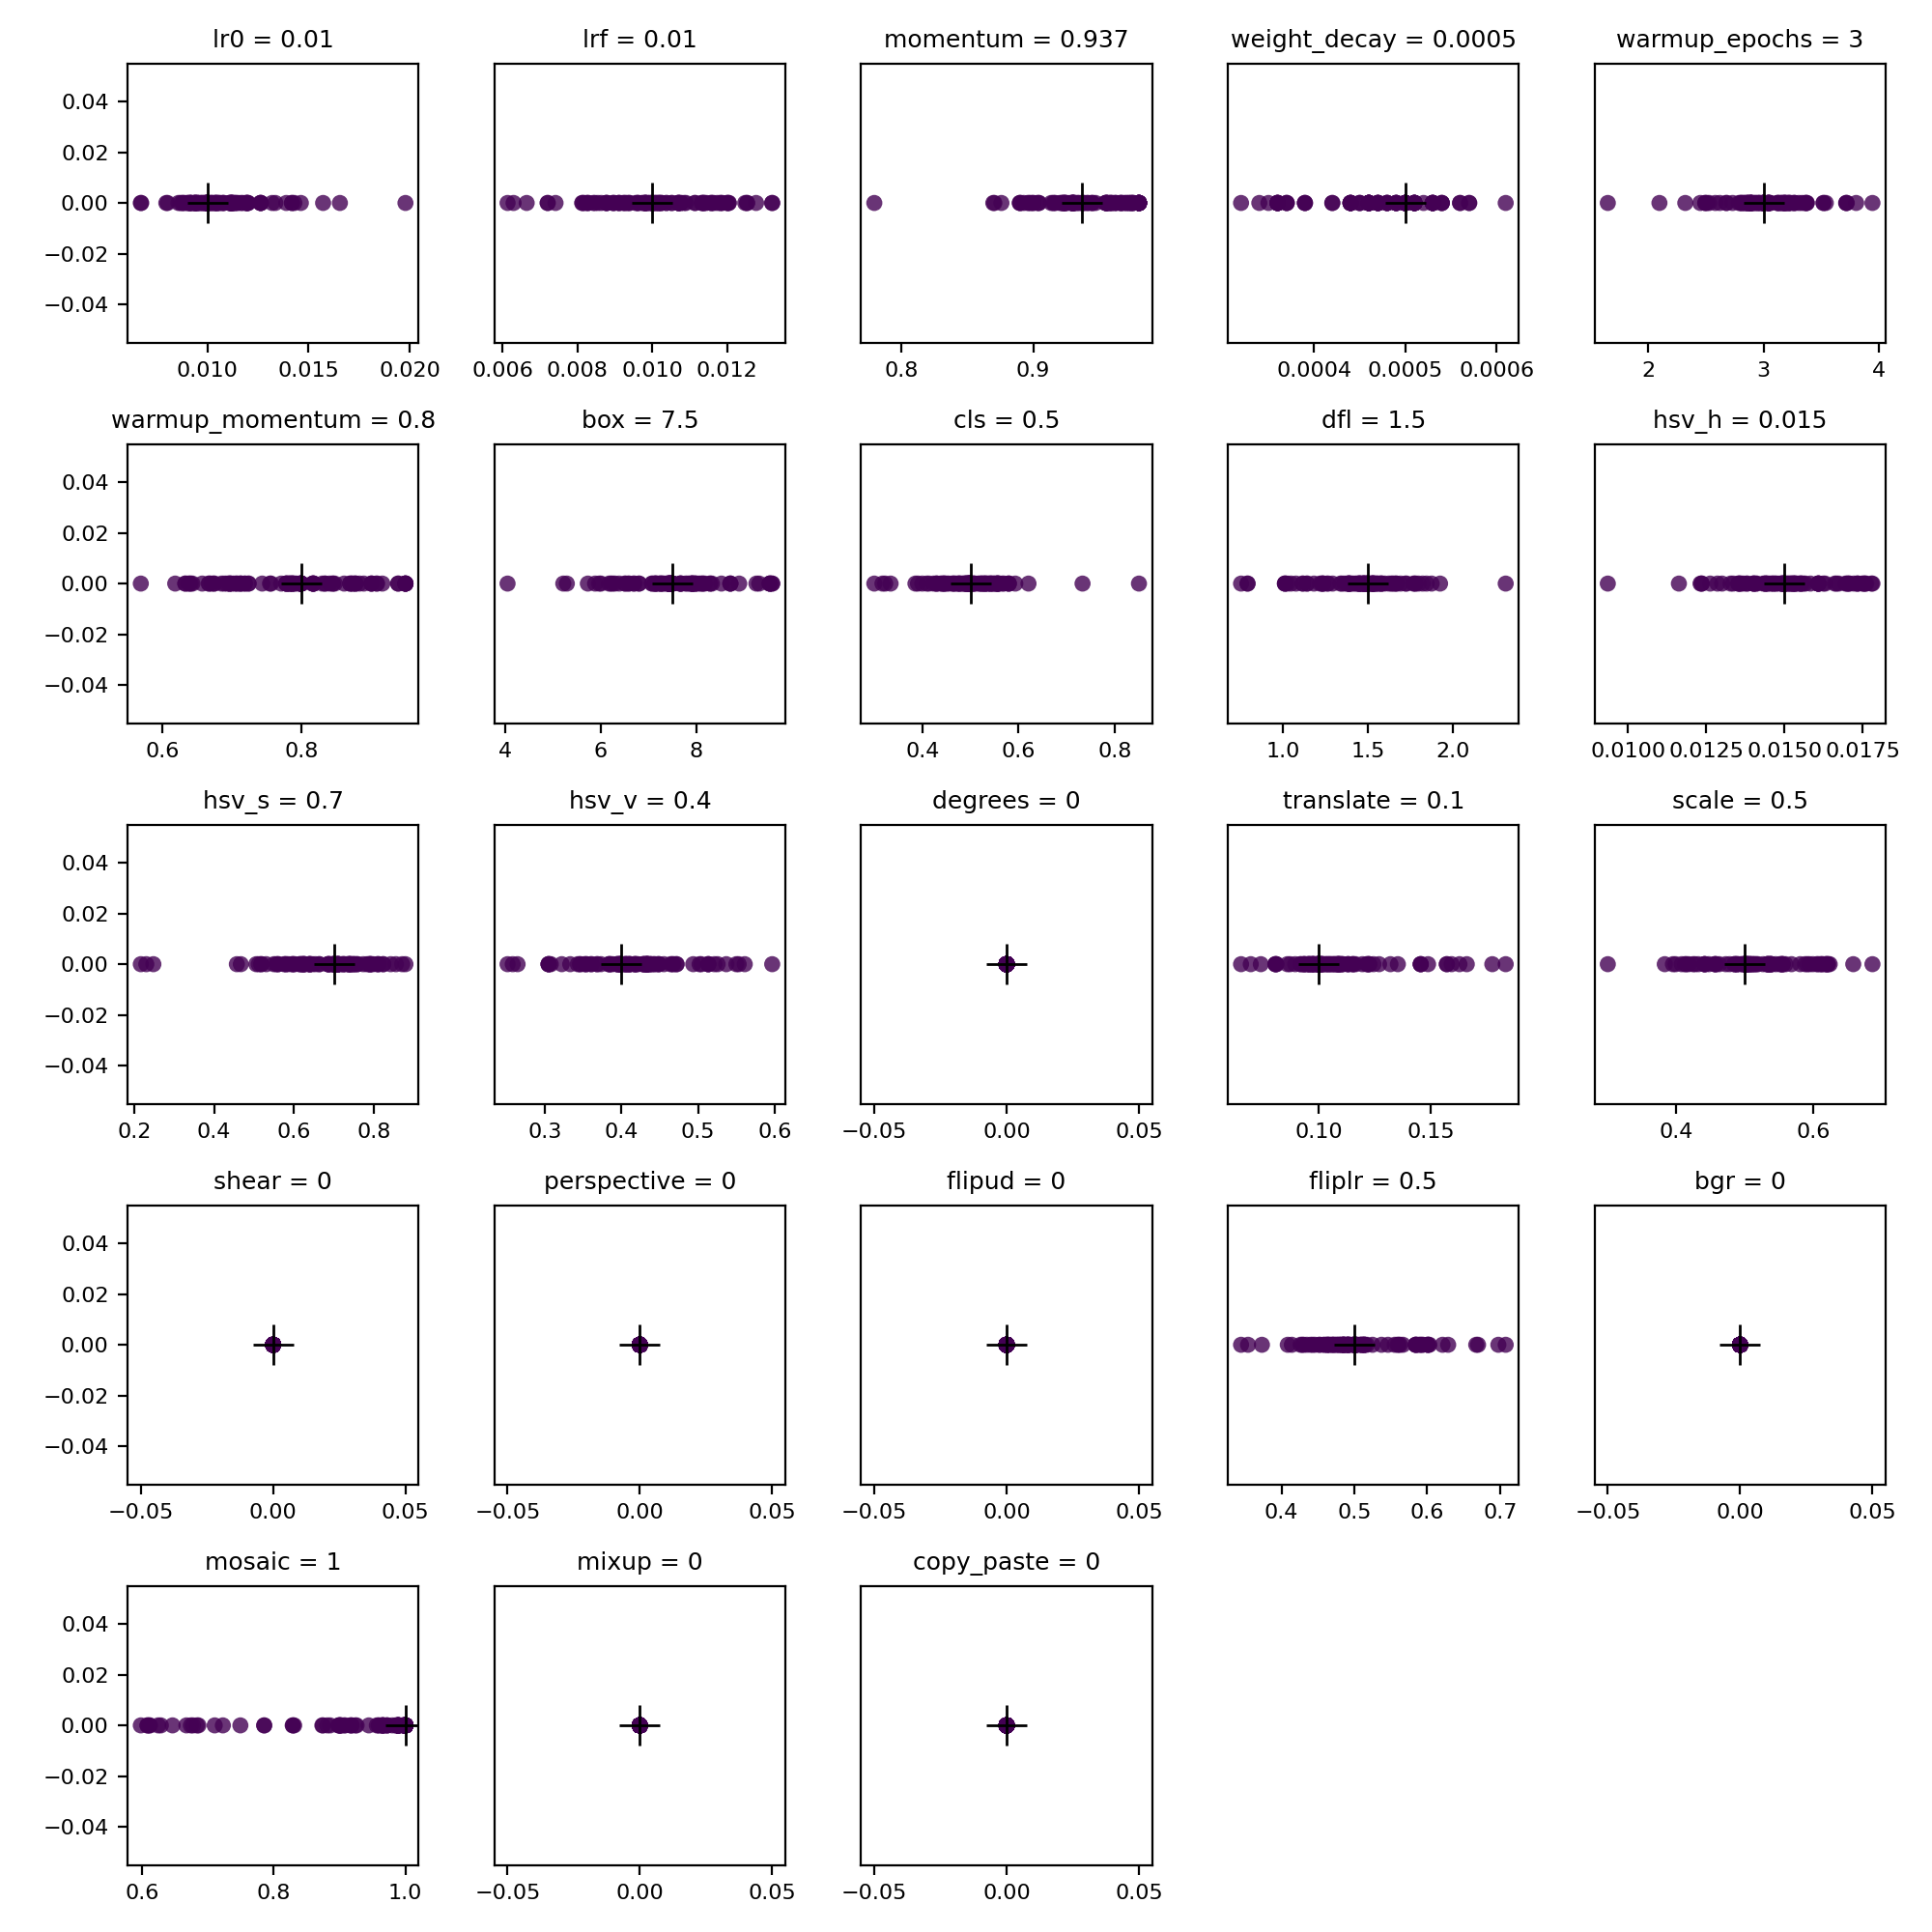 lr0 = 0.01 lrf = 0.01 momentum = 0.937 weight_decay = 0.0005 warmup_epochs = 3
0.04
0.02
0.00
−0.02
−0.04
0.010 0.015 0.020 0.006 0.008 0.010 0.012 0.8 0.9 0.0004 0.0005 0.0006 2 3 4
warmup_momentum = 0.8 box = 7.5 cls = 0.5 dfl = 1.5 hsv_h = 0.015
0.04
0.02
0.00
−0.02
−0.04
0.6 0.8 4 6 8 0.4 0.6 0.8 1.0 1.5 2.0 0.0100 0.0125 0.0150 0.0175
hsv_s = 0.7 hsv_v = 0.4 degrees = 0 translate = 0.1 scale = 0.5
0.04
0.02
0.00
−0.02
−0.04
0.2 0.4 0.6 0.8 0.3 0.4 0.5 0.6 −0.05 0.00 0.05 0.10 0.15 0.4 0.6
shear = 0 perspective = 0 flipud = 0 fliplr = 0.5 bgr = 0
0.04
0.02
0.00
−0.02
−0.04
−0.05 0.00 0.05 −0.05 0.00 0.05 −0.05 0.00 0.05 0.4 0.5 0.6 0.7 −0.05 0.00 0.05
mosaic = 1 mixup = 0 copy_paste = 0
0.04
0.02
0.00
−0.02
−0.04
0.6 0.8 1.0 −0.05 0.00 0.05 −0.05 0.00 0.05